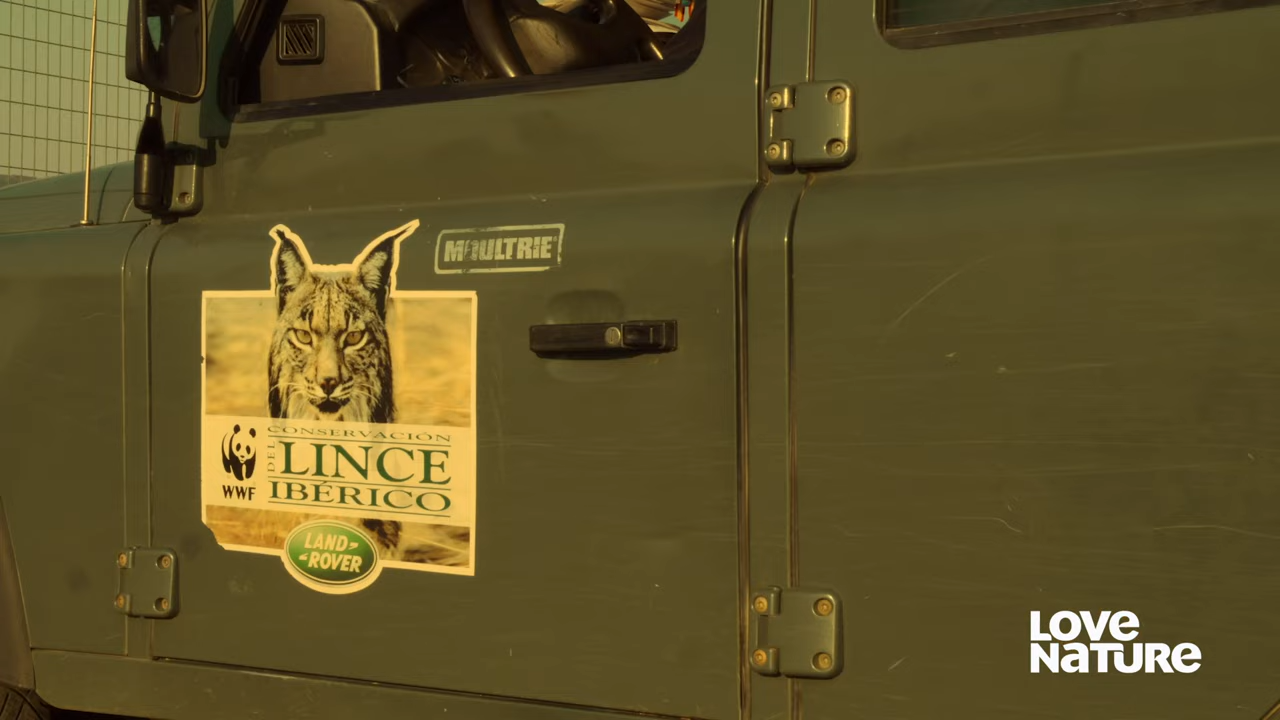 MOULTRIE
CONSERVACIÓN
DEL
LINCE
IBÉRICO
WWF
LAND-
-ROVER
LOVE
NATURE